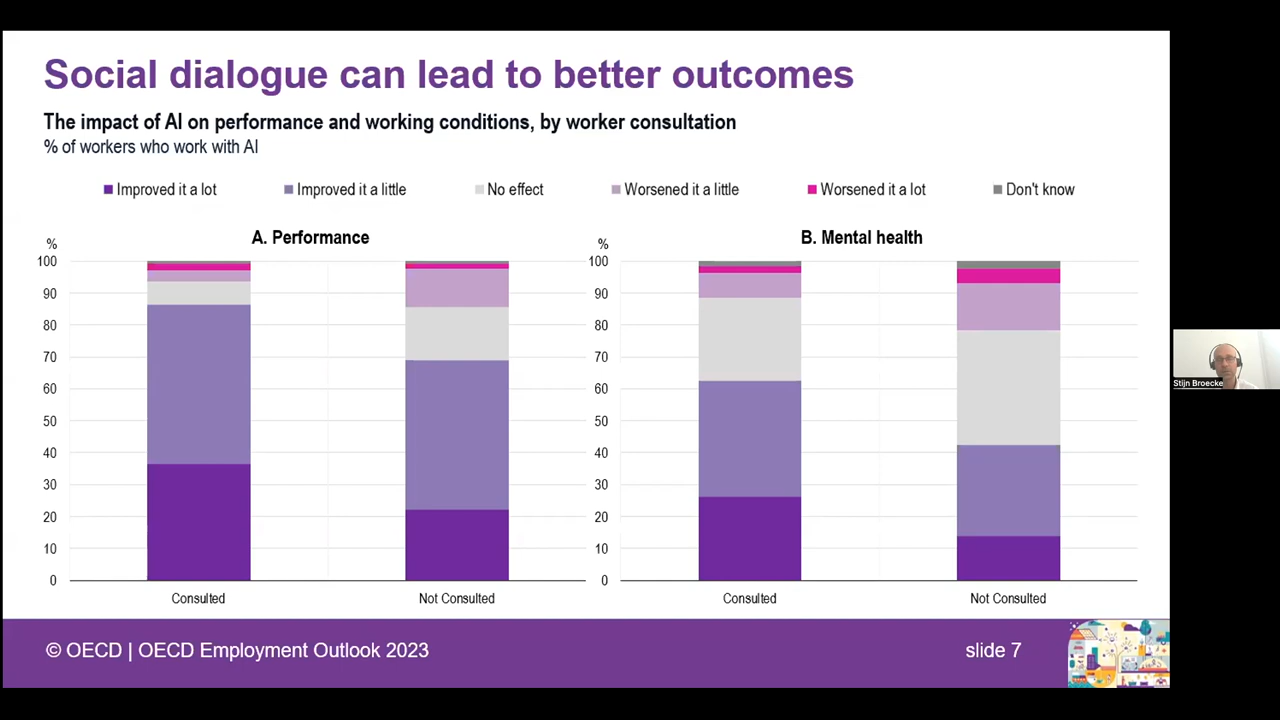 Social dialogue can lead to better outcomes
The impact of AI on performance and working conditions, by worker consultation
% of workers who work with AI
Improved it a lot Improved it a little No effect Worsened it a little Worsened it a lot Don't know
A. Performance
%
100
90
80
70
60
50
40
30
20
10
0
Consulted Not Consulted
B. Mental health
%
100
90
80
70
60
50
40
30
20
10
0
Consulted Not Consulted
Stijn Broecke
© OECD | OECD Employment Outlook 2023 slide 7